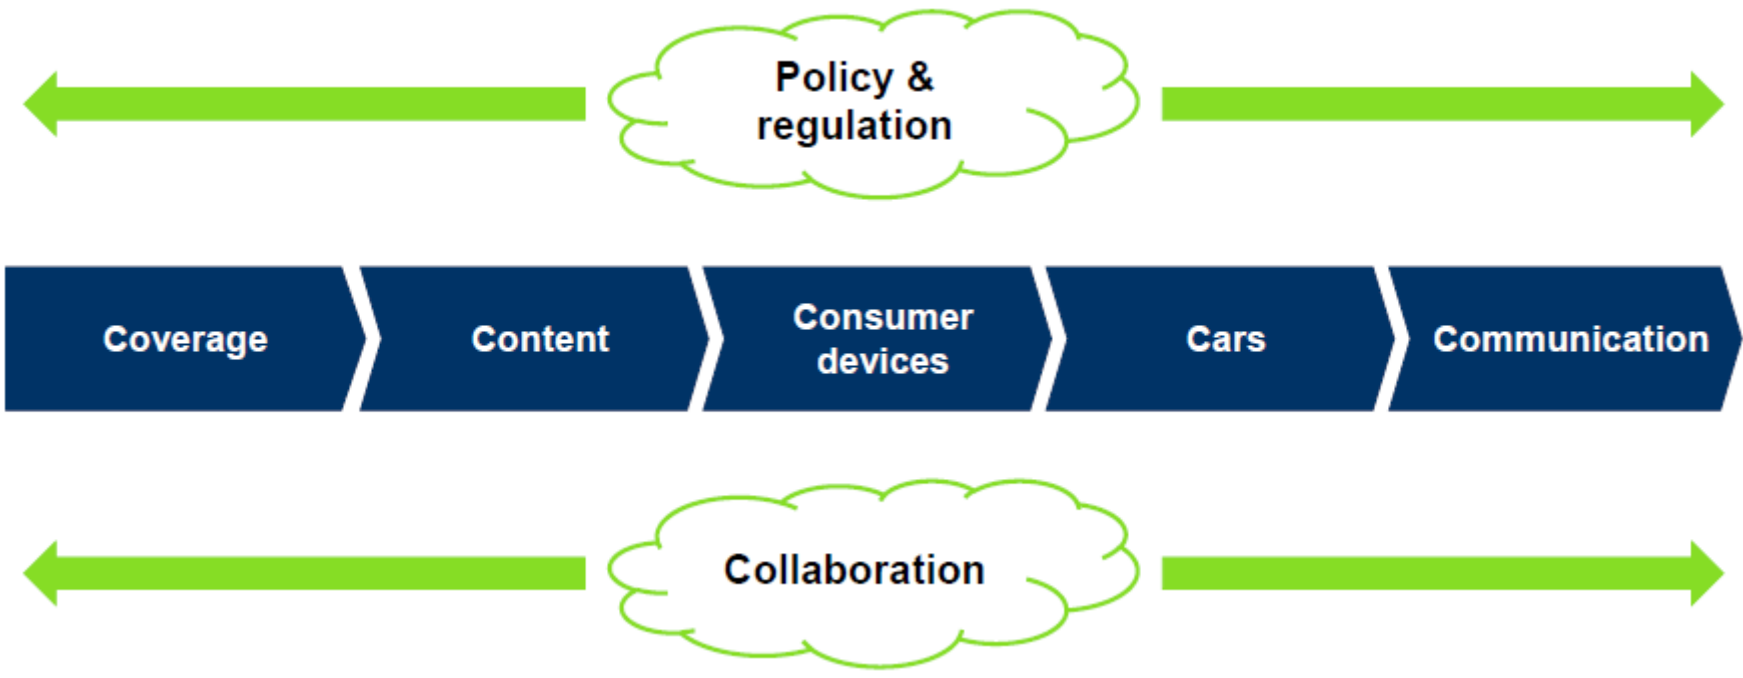 Policy &
regulation
Coverage
Content
Consumer
devices
Cars
Communication
Collaboration